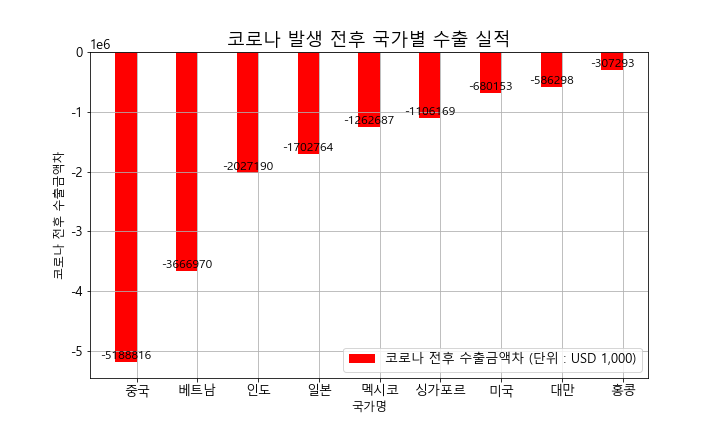 코로나 발생 전후 국가별 수출 실적
1e6
0
-1
-2
-3
-4
-5
코로나 전후 수출금액차
-5188816
-3666970
-2027190
-1702764
-1262687
-1106169
-680153
-586298
-307293
코로나 전후 수출금액차 (단위 : USD 1,000)
중국 베트남 인도 일본 멕시코 싱가포르 미국 대만 홍콩
국가명